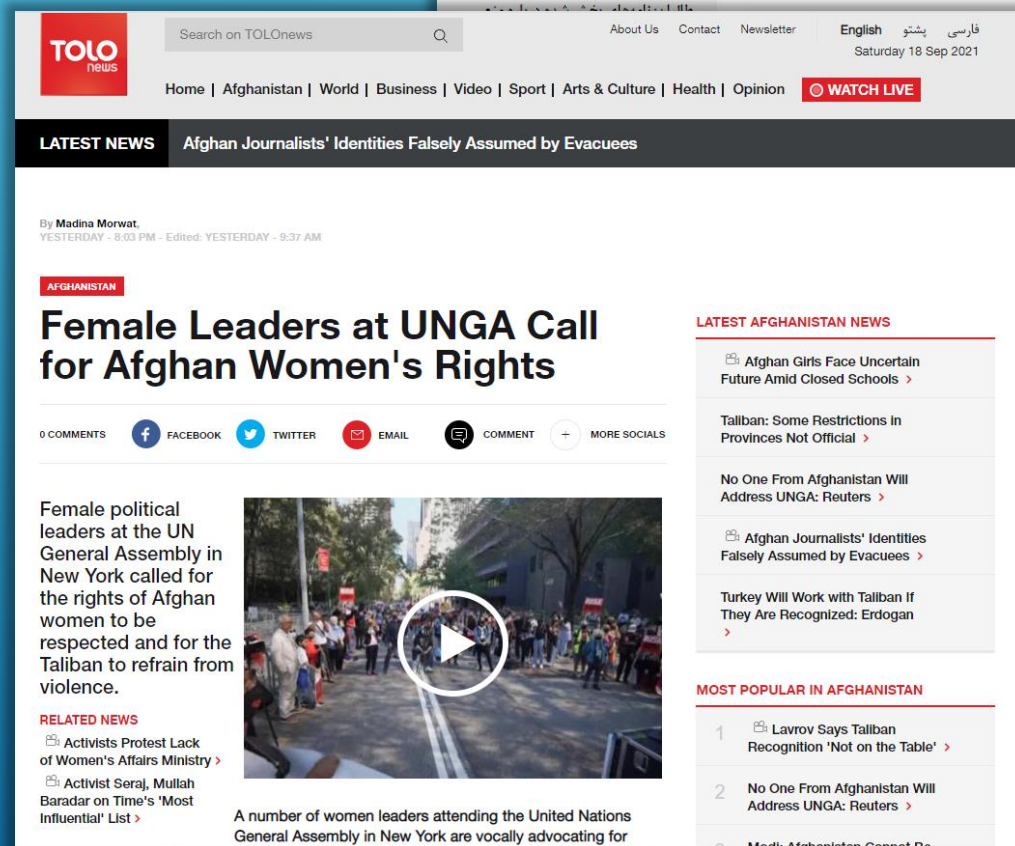 TOLO
news
Search on TOLOnews
About Us Contact Newsletter
English پشتو فارسی
Saturday 18 Sep 2021
Home | Afghanistan | World | Business | Video | Sport | Arts & Culture | Health | Opinion
WATCH LIVE
LATEST NEWS
Afghan Journalists' Identities Falsely Assumed by Evacuees
By Madina Morwat,
YESTERDAY - 8:03 PM - Edited: YESTERDAY - 9:37 AM
AFGHANISTAN
Female Leaders at UNGA Call
for Afghan Women's Rights
0 COMMENTS FACEBOOK TWITTER EMAIL COMMENT + MORE SOCIALS
Female political
leaders at the UN
General Assembly in
New York called for
the rights of Afghan
women to be
respected and for the
Taliban to refrain from
violence.
RELATED NEWS
Activists Protest Lack
of Women's Affairs Ministry >
Activist Seraj, Mullah
Baradar on Time's 'Most
Influential' List >
RISE
A number of women leaders attending the United Nations
General Assembly in New York are vocally advocating for
LATEST AFGHANISTAN NEWS
Afghan Girls Face Uncertain
Future Amid Closed Schools >
Taliban: Some Restrictions in
Provinces Not Official >
No One From Afghanistan Will
Address UNGA: Reuters >
Afghan Journalists' Identities
Falsely Assumed by Evacuees >
Turkey Will Work with Taliban If
They Are Recognized: Erdogan
>
MOST POPULAR IN AFGHANISTAN
1 Lavrov Says Taliban
Recognition 'Not on the Table' >
2 No One From Afghanistan Will
Address UNGA: Reuters >
Modi: Afghanistan Cannot Be